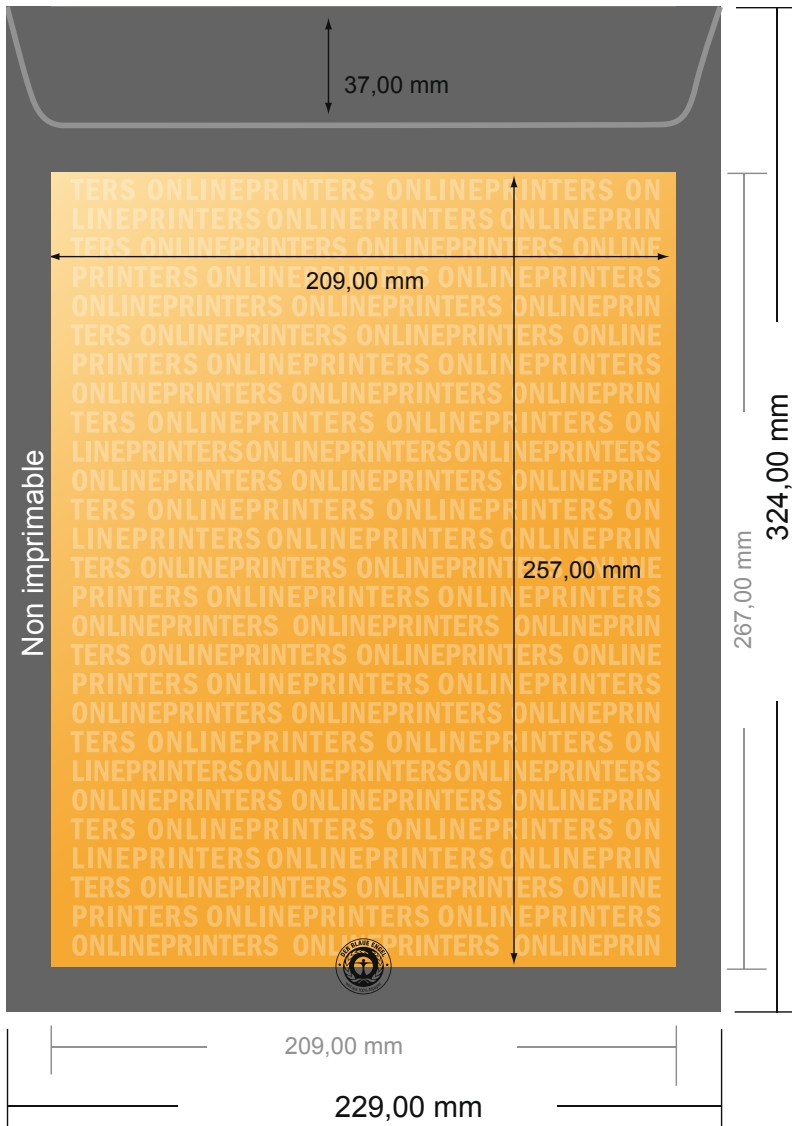 37,00 mm
TERS ONLINEPRINTERS ONLINEPRINTERS ON
LINEPRINTERS ONLINEPRINTERS ONLINEPRIN
TERS ONLINEPRINTERS ONLINEPRINTERS ONLINE
PRINTERS ONLINEPRINTERS ONLINEPRINTERS
209,00 mm
ONLINEPRINTERS ONLINEPRINTERS ONLINEPRIN
TERS ONLINEPRINTERS ONLINEPRINTERS ONLINE
PRINTERS ONLINEPRINTERS ONLINEPRINTERS
ONLINEPRINTERS ONLINEPRINTERS ONLINEPRIN
TERS ONLINEPRINTERS ONLINEPRINTERS ON
LINEPRINTERSONLINEPRINTERSONLINEPRINTERS
ONLINEPRINTERS ONLINEPRINTERS ONLINEPRIN
TERS ONLINEPRINTERS ONLINEPRINTERS ON
LINEPRINTERS ONLINEPRINTERS ONLINEPRIN
TERS ONLINEPRINTERS ONLINEPRINTERS ONLINE
257,00 mm
PRINTERS ONLINEPRINTERS ONLINEPRINTERS
ONLINEPRINTERS ONLINEPRINTERS ONLINEPRIN
TERS ONLINEPRINTERS ONLINEPRINTERS ONLINE
PRINTERS ONLINEPRINTERS ONLINEPRINTERS
ONLINEPRINTERS ONLINEPRINTERS ONLINEPRIN
TERS ONLINEPRINTERS ONLINEPRINTERS ON
LINEPRINTERSONLINEPRINTERSONLINEPRINTERS
ONLINEPRINTERS ONLINEPRINTERS ONLINEPRIN
TERS ONLINEPRINTERS ONLINEPRINTERS ON
LINEPRINTERS ONLINEPRINTERS ONLINEPRIN
TERS ONLINEPRINTERS ONLINEPRINTERS ONLINE
PRINTERS ONLINEPRINTERS ONLINEPRINTERS
ONLINEPRINTERS ONLINEPRINTERS ONLINEPRIN
DER BLAUE ENGEL
Non imprimable
267,00 mm
324,00 mm
209,00 mm
229,00 mm